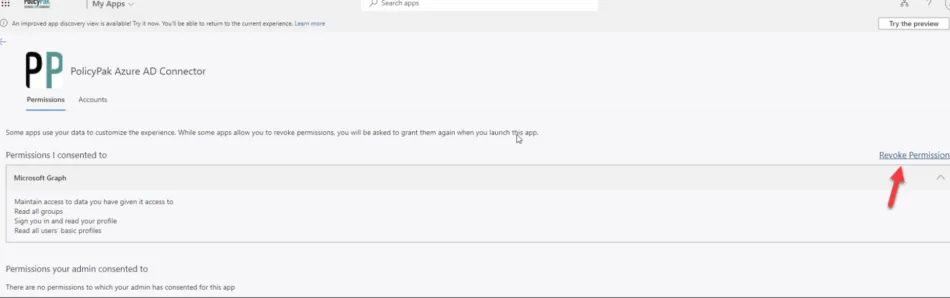 PolicyPak
My Apps
Search apps
?
An improved app discovery view is available! Try it now. You'll be able to return to the current experience. Learn more
Try the preview
PP
PolicyPak Azure AD Connector
Permissions
Accounts
Some apps use your data to customize the experience. While some apps allow you to revoke permissions, you will be asked to grant them again when you launch this app.
Permissions I consented to
Revoke Permission
Microsoft Graph
Maintain access to data you have given it access to
Read all groups
Sign you in and read your profile
Read all users' basic profiles
Permissions your admin consented to
There are no permissions to which your admin has consented for this app